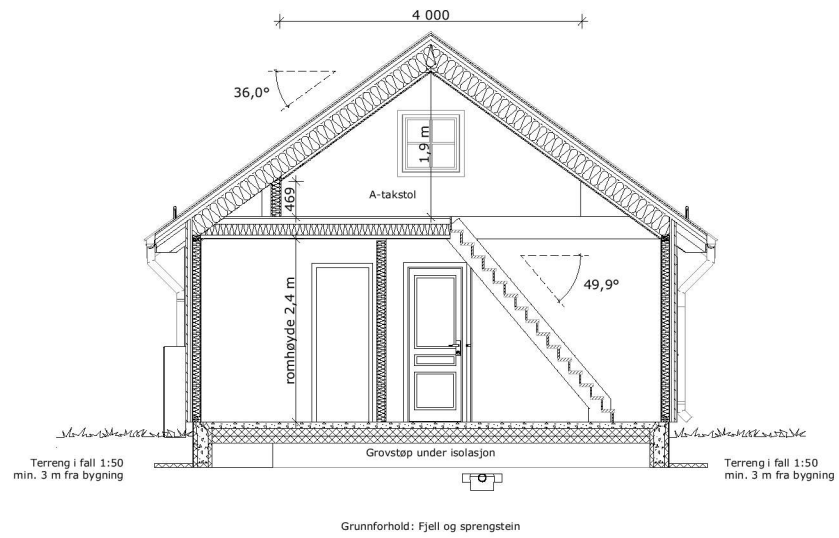 4 000
36,0°
1,9 m
469
A-takstol
49,9°
romhøyde 2,4 m
Grovstøp under isolasjon
Terreng i fall 1:50
min. 3 m fra bygning
Terreng i fall 1:50
min. 3 m fra bygning
Grunnforhold: Fjell og sprengstein